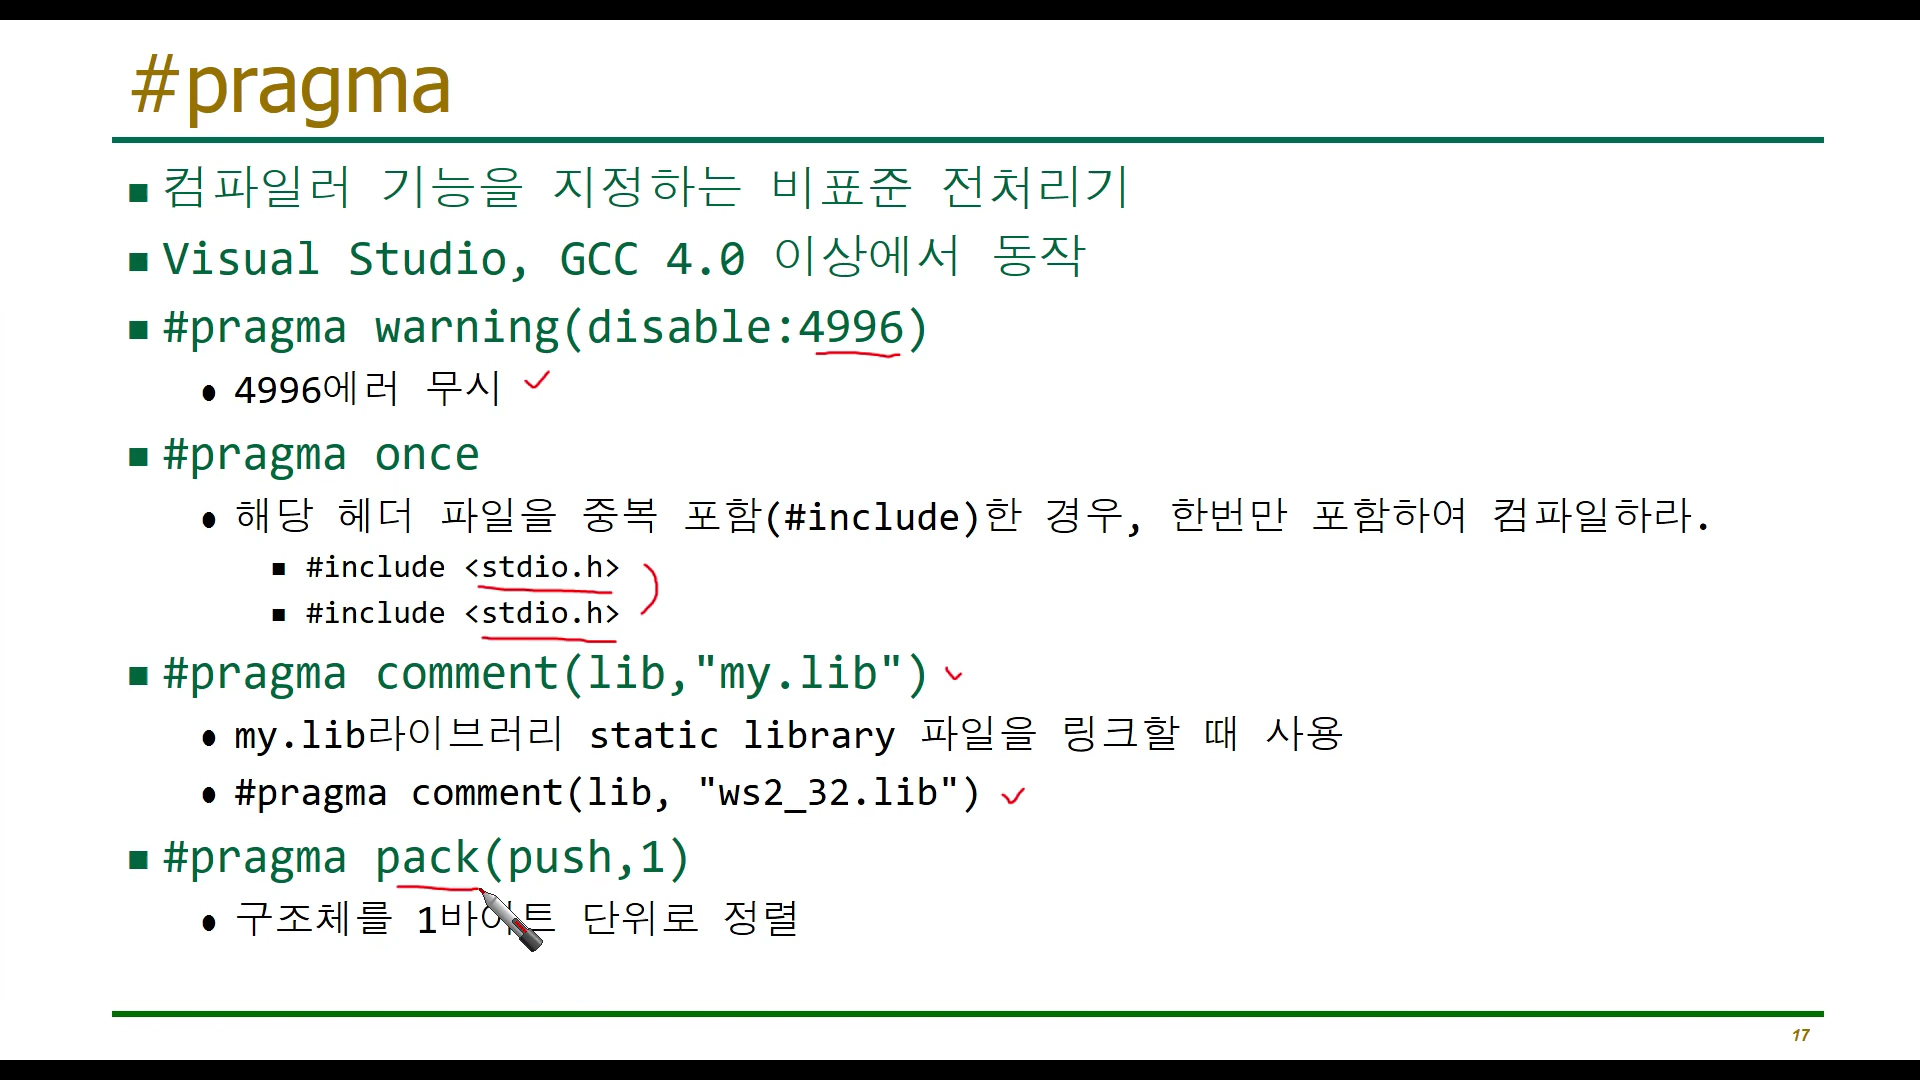 #pragma
■ 컴파일러 기능을 지정하는 비표준 전처리기
■ Visual Studio, GCC 4.0 이상에서 동작
■ #pragma warning(disable:4996)
● 4996에러 무시
■ #pragma once
● 해당 헤더 파일을 중복 포함(#include)한 경우, 한번만 포함하여 컴파일하라.
■ #include <stdio.h>
■ #include <stdio.h>
■ #pragma comment(lib,"my.lib")
● my.lib라이브러리 static library 파일을 링크할 때 사용
● #pragma comment(lib, "ws2_32.lib")
■ #pragma pack(push,1)
● 구조체를 1바이트 단위로 정렬
17